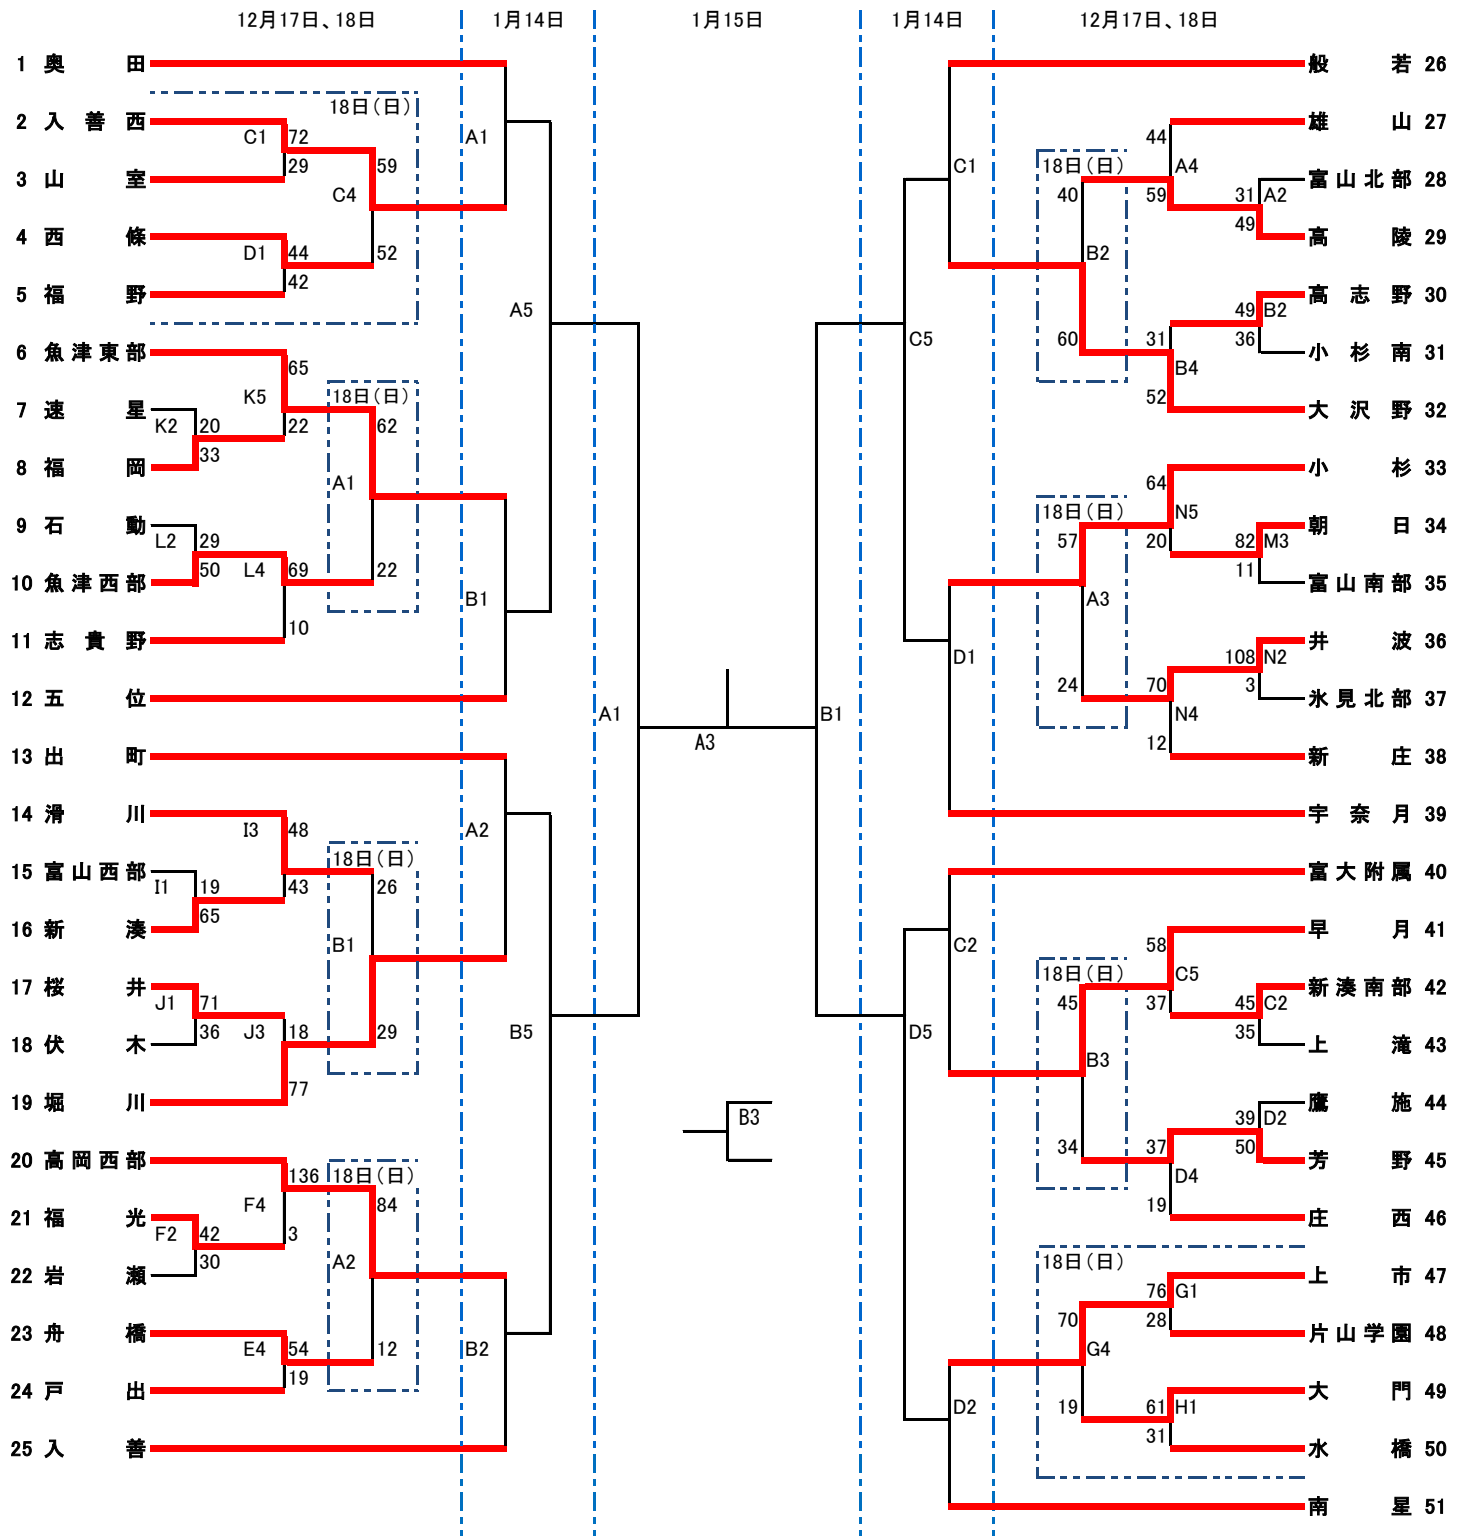 12月17日、18日 1月14日 1月15日 1月14日 12月17日、18日
1 奥田 般若 26
18日(日)
2 入善西 C1 72 A1 44 雄山 27
29 59 C1 18日(日) A4
3 山室 C4 40 59 31 A2 富山北部 28
49
4 西條 D1 44 52 B2 高陵 29
42
5 福野 A5 49 B2 高志野 30
6 魚津東部 65 C5 60 31 36 小杉南 31
K5 18日(日) B4
7 速星 K2 20 22 62 52 大沢野 32
33
8 福岡 A1 64 小杉 33
18日(日) N5
9 石動 L2 29 57 20 82 M3 朝日 34
50 L4 69 22 11
10 魚津西部 B1 A3 富山南部 35
10
11 志貴野 D1 108 N2 井波 36
24 70 3
12 五位 A1 B1 N4 氷見北部 37
A3 12
13 出町 新庄 38
14 滑川 I3 48 A2 宇奈月 39
18日(日)
15 富山西部 I1 19 43 26 富大附属 40
65
16 新湊 B1 C2 58 早月 41
18日(日) C5
17 桜井 J1 71 45 37 45 C2 新湊南部 42
36 J3 18 29 B5 D5 35
18 伏木 B3 上滝 43
77
19 堀川 B3 39 D2 鷹施 44
34 37 50
20 高岡西部 136 18日(日) D4 芳野 45
F4 84 19
21 福光 F2 42 3 庄西 46
30 A2 18日(日)
22 岩瀬 76 G1 上市 47
70 28
23 舟橋 E4 54 12 B2 G4 片山学園 48
19
24 戸出 D2 19 61 H1 大門 49
31
25 入善 水橋 50
南星 51